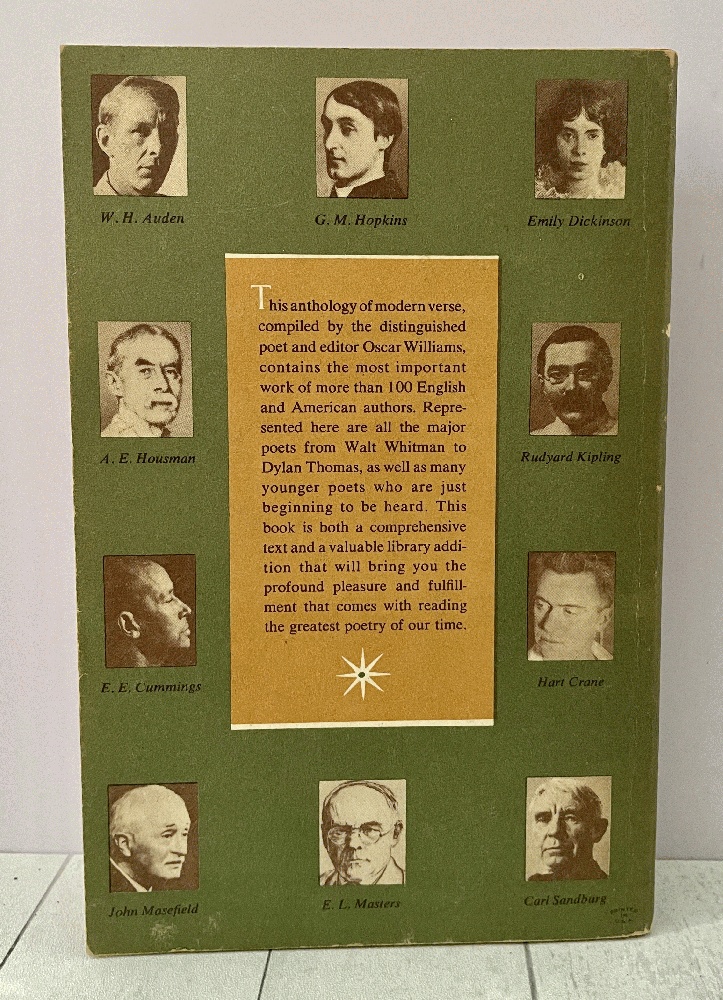 W. H. Auden
G. M. Hopkins
Emily Dickinson
This anthology of modern verse,
compiled by the distinguished
poet and editor Oscar Williams,
contains the most important
work of more than 100 English
and American authors. Repre-
sented here are all the major
poets from Walt Whitman to
Dylan Thomas, as well as many
younger poets who are just
beginning to be heard. This
book is both a comprehensive
text and a valuable library addi-
tion that will bring you the
profound pleasure and fulfill-
ment that comes with reading
the greatest poetry of our time.
A. E. Housman
Rudyard Kipling
E. E. Cummings
Hart Crane
John Masefield
E. L. Masters
Carl Sandburg
PRINTED
IN
U.S.A.